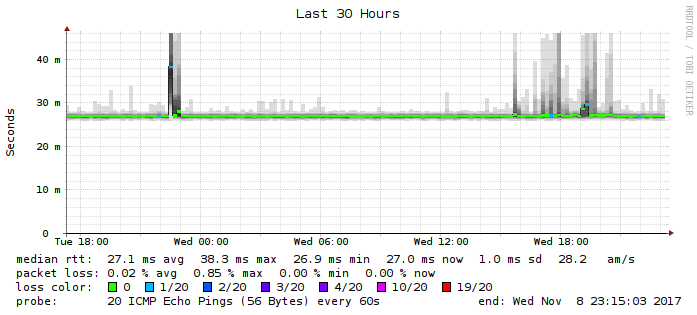 Last 30 Hours
RRDTOOL / TOBI OETIKER
Seconds
40 m
30 m
20 m
10 m
0
Tue 18:00 Wed 00:00 Wed 06:00 Wed 12:00 Wed 18:00
median rtt: 27.1 ms avg 38.3 ms max 26.9 ms min 27.0 ms now 1.0 ms sd 28.2 am/s
packet loss: 0.02 % avg 0.85 % max 0.00 % min 0.00 % now
loss color: 0 1/20 2/20 3/20 4/20 10/20 19/20
probe: 20 ICMP Echo Pings (56 Bytes) every 60s end: Wed Nov 8 23:15:03 2017